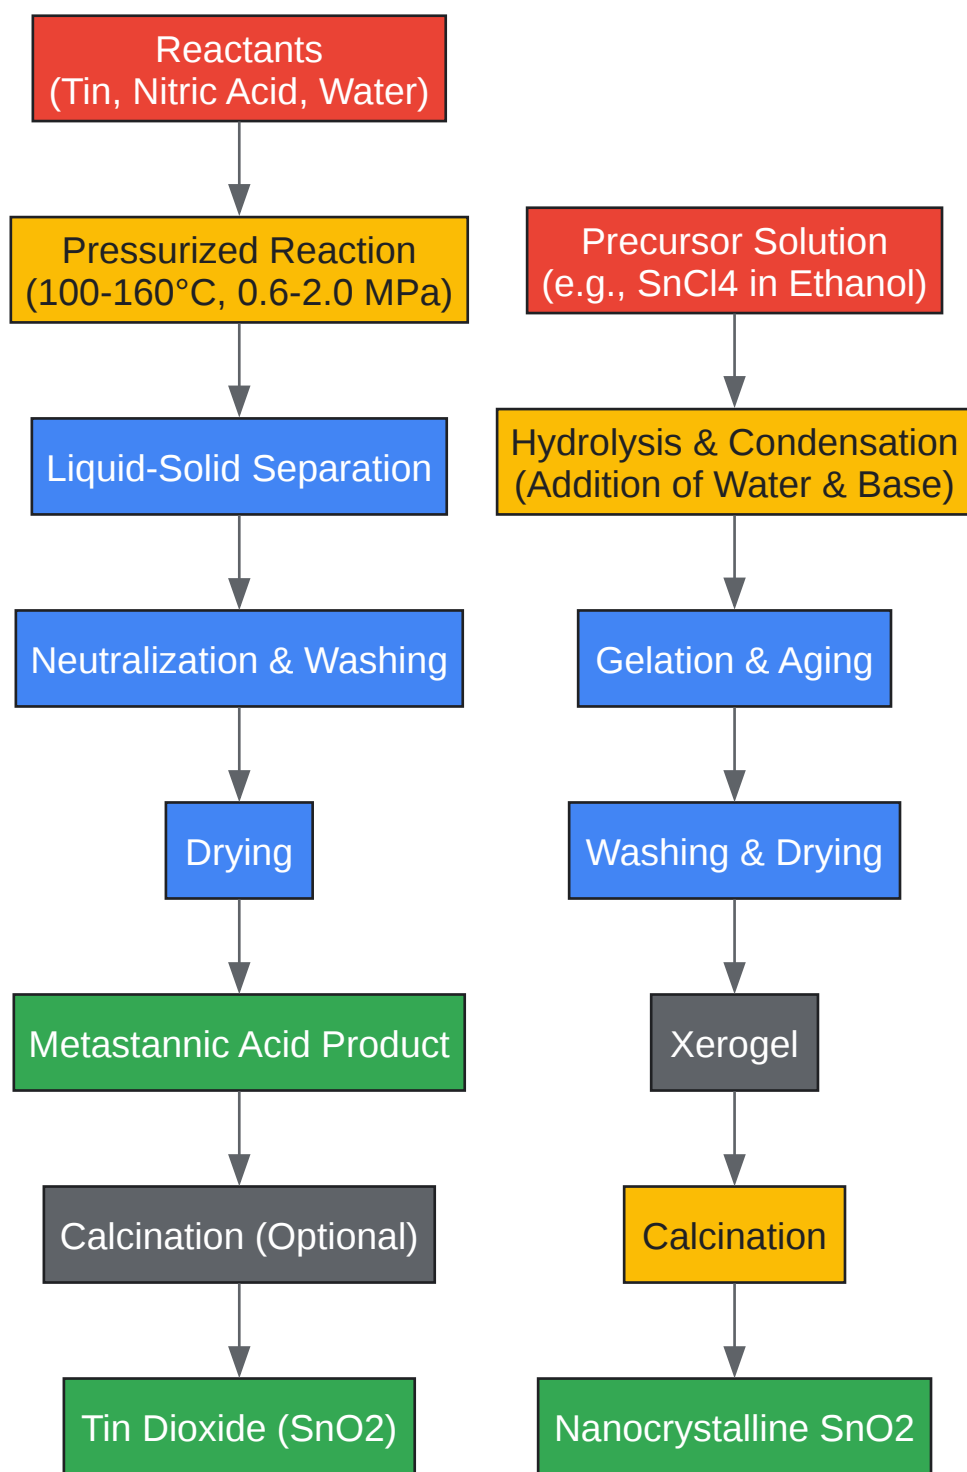 Reactants
(Tin, Nitric Acid, Water)
Pressurized Reaction
(100-160°C, 0.6-2.0 MPa)
Liquid-Solid Separation
Neutralization & Washing
Drying
Metastannic Acid Product
Calcination (Optional)
Tin Dioxide (SnO2)
Precursor Solution
(e.g., SnCl4 in Ethanol)
Hydrolysis & Condensation
(Addition of Water & Base)
Gelation & Aging
Washing & Drying
Xerogel
Calcination
Nanocrystalline SnO2